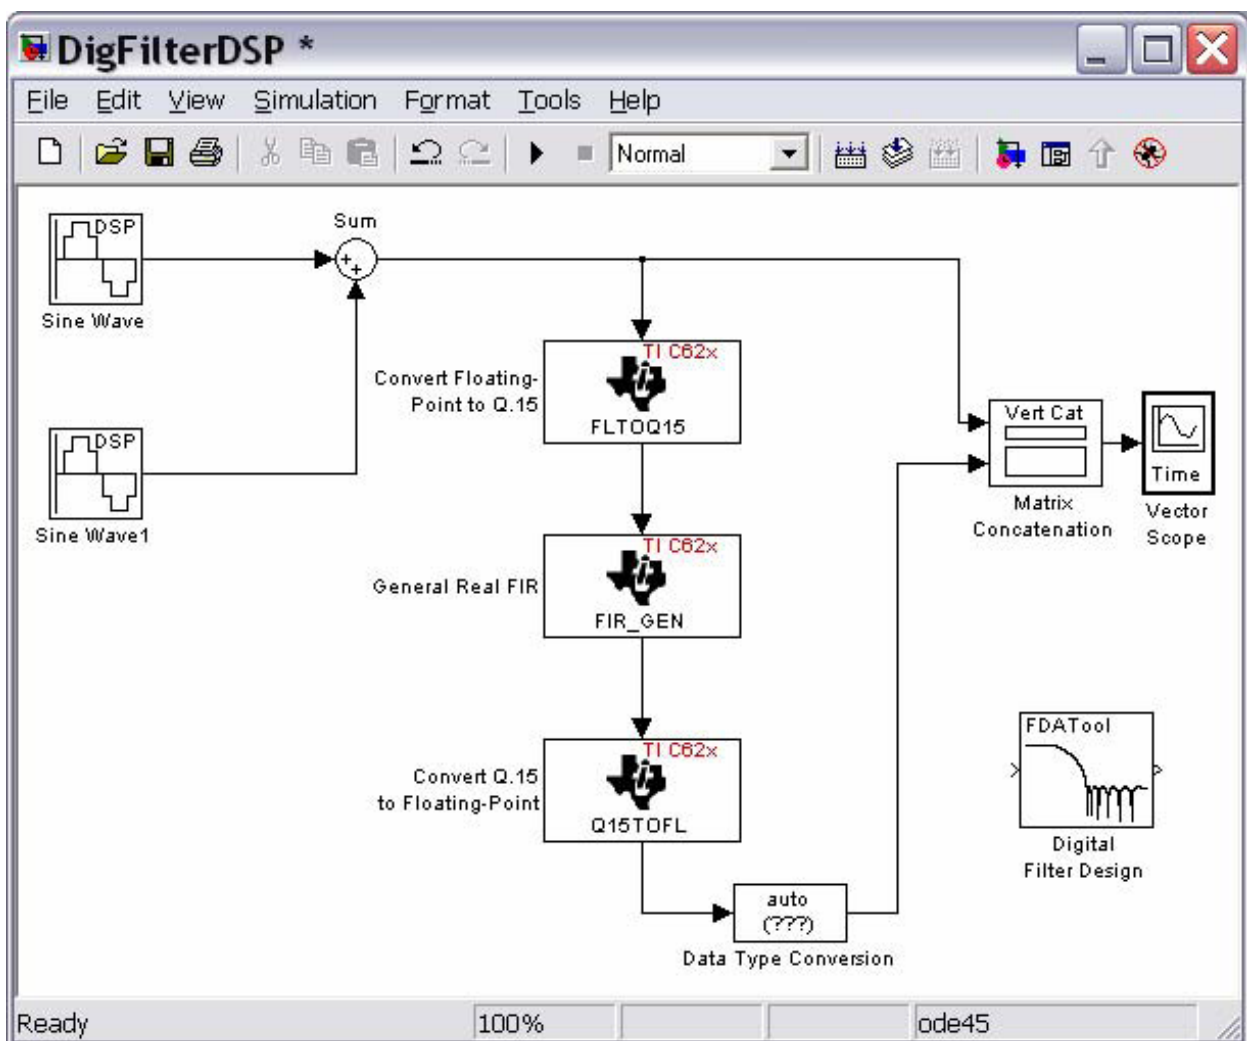 DigFilterDSP *
File Edit View Simulation Format Tools Help
Normal
DSP
Sine Wave
Sum
DSP
Sine Wave1
Convert Floating-
Point to Q.15
TI C62x
FLTOQ15
General Real FIR
TI C62x
FIR_GEN
Convert Q.15
to Floating-Point
TI C62x
Q15TOFL
auto
(???)
Data Type Conversion
Vert Cat
Matrix
Concatenation
Time
Vector
Scope
FDATool
Digital
Filter Design
Ready 100% ode45